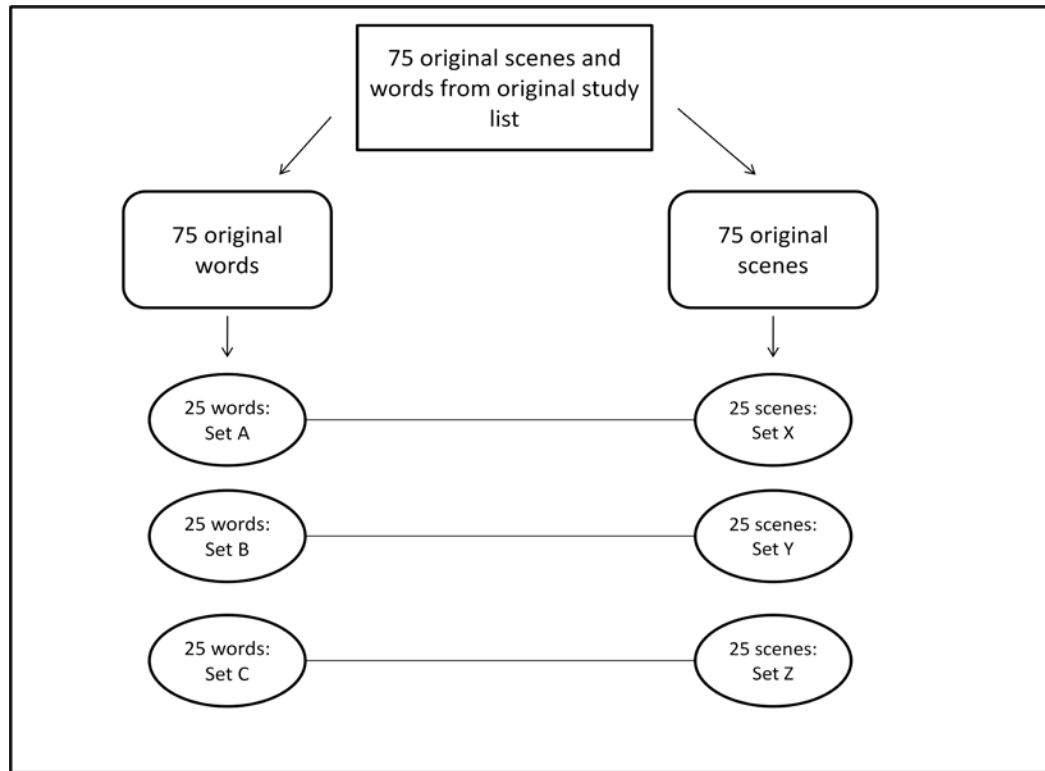 75 original scenes and
words from original study
list
75 original
words
75 original
scenes
25 words:
Set A
25 scenes:
Set X
25 words:
Set B
25 scenes:
Set Y
25 words:
Set C
25 scenes:
Set Z